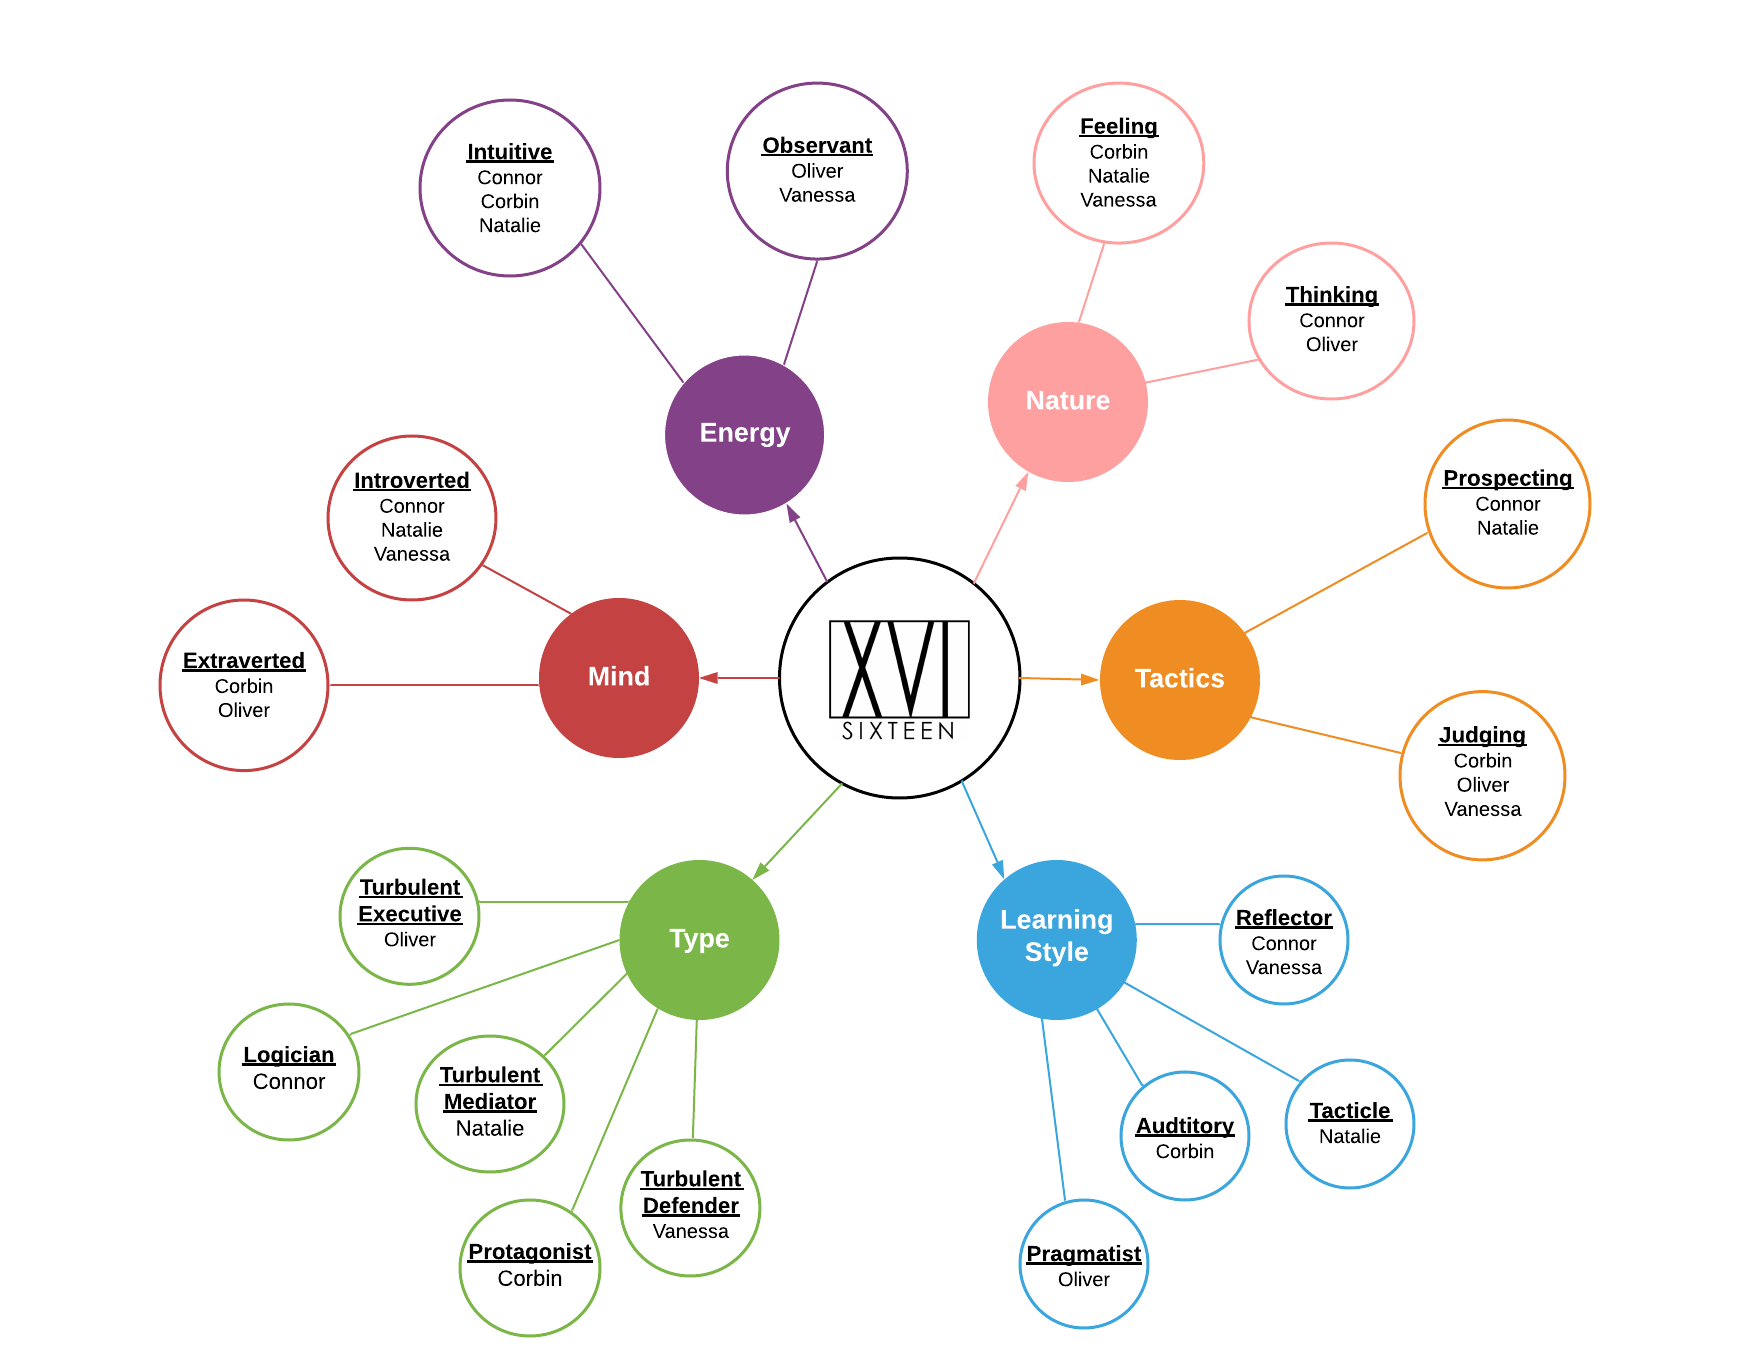 Intuitive
Connor
Corbin
Natalie
Observant
Oliver
Vanessa
Feeling
Corbin
Natalie
Vanessa
Thinking
Connor
Oliver
Energy
Nature
Introverted
Connor
Natalie
Vanessa
Prospecting
Connor
Natalie
Extraverted
Corbin
Oliver
Mind
XVI
SIXTEEN
Tactics
Judging
Corbin
Oliver
Vanessa
Turbulent
Executive
Oliver
Type
Learning
Style
Reflector
Connor
Vanessa
Logician
Connor
Turbulent
Mediator
Natalie
Audtitory
Corbin
Tacticle
Natalie
Turbulent
Defender
Vanessa
Protagonist
Corbin
Pragmatist
Oliver